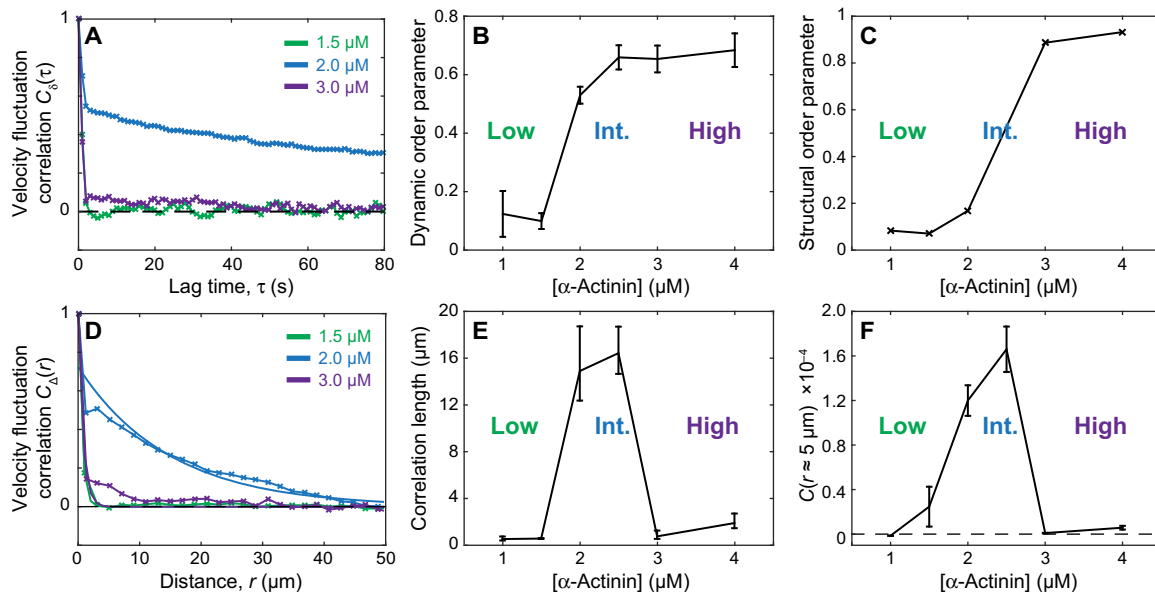 A
1.5 µM
2.0 µM
3.0 µM
1
0
Velocity fluctuation
correlation Cδ(τ)
0
20
40
60
80
Lag time, τ (s)
B
Low
Int.
High
0.8
0.6
0.4
0.2
0
Dynamic order parameter
1
2
3
4
[α-Actinin] (µM)
C
Low
Int.
High
1
0.8
0.6
0.4
0.2
0
Structural order parameter
1
2
3
4
[α-Actinin] (µM)
D
1.5 µM
2.0 µM
3.0 µM
1
0
Velocity fluctuation
correlation CΔ(r)
0
10
20
30
40
50
Distance, r (µm)
E
Low
Int.
High
20
16
12
8
4
0
Correlation length (µm)
1
2
3
4
[α-Actinin] (µM)
F
Low
Int.
High
2.0
1.6
1.2
0.8
0.4
0
C(r ≈ 5 µm) ×10⁻⁴
1
2
3
4
[α-Actinin] (µM)